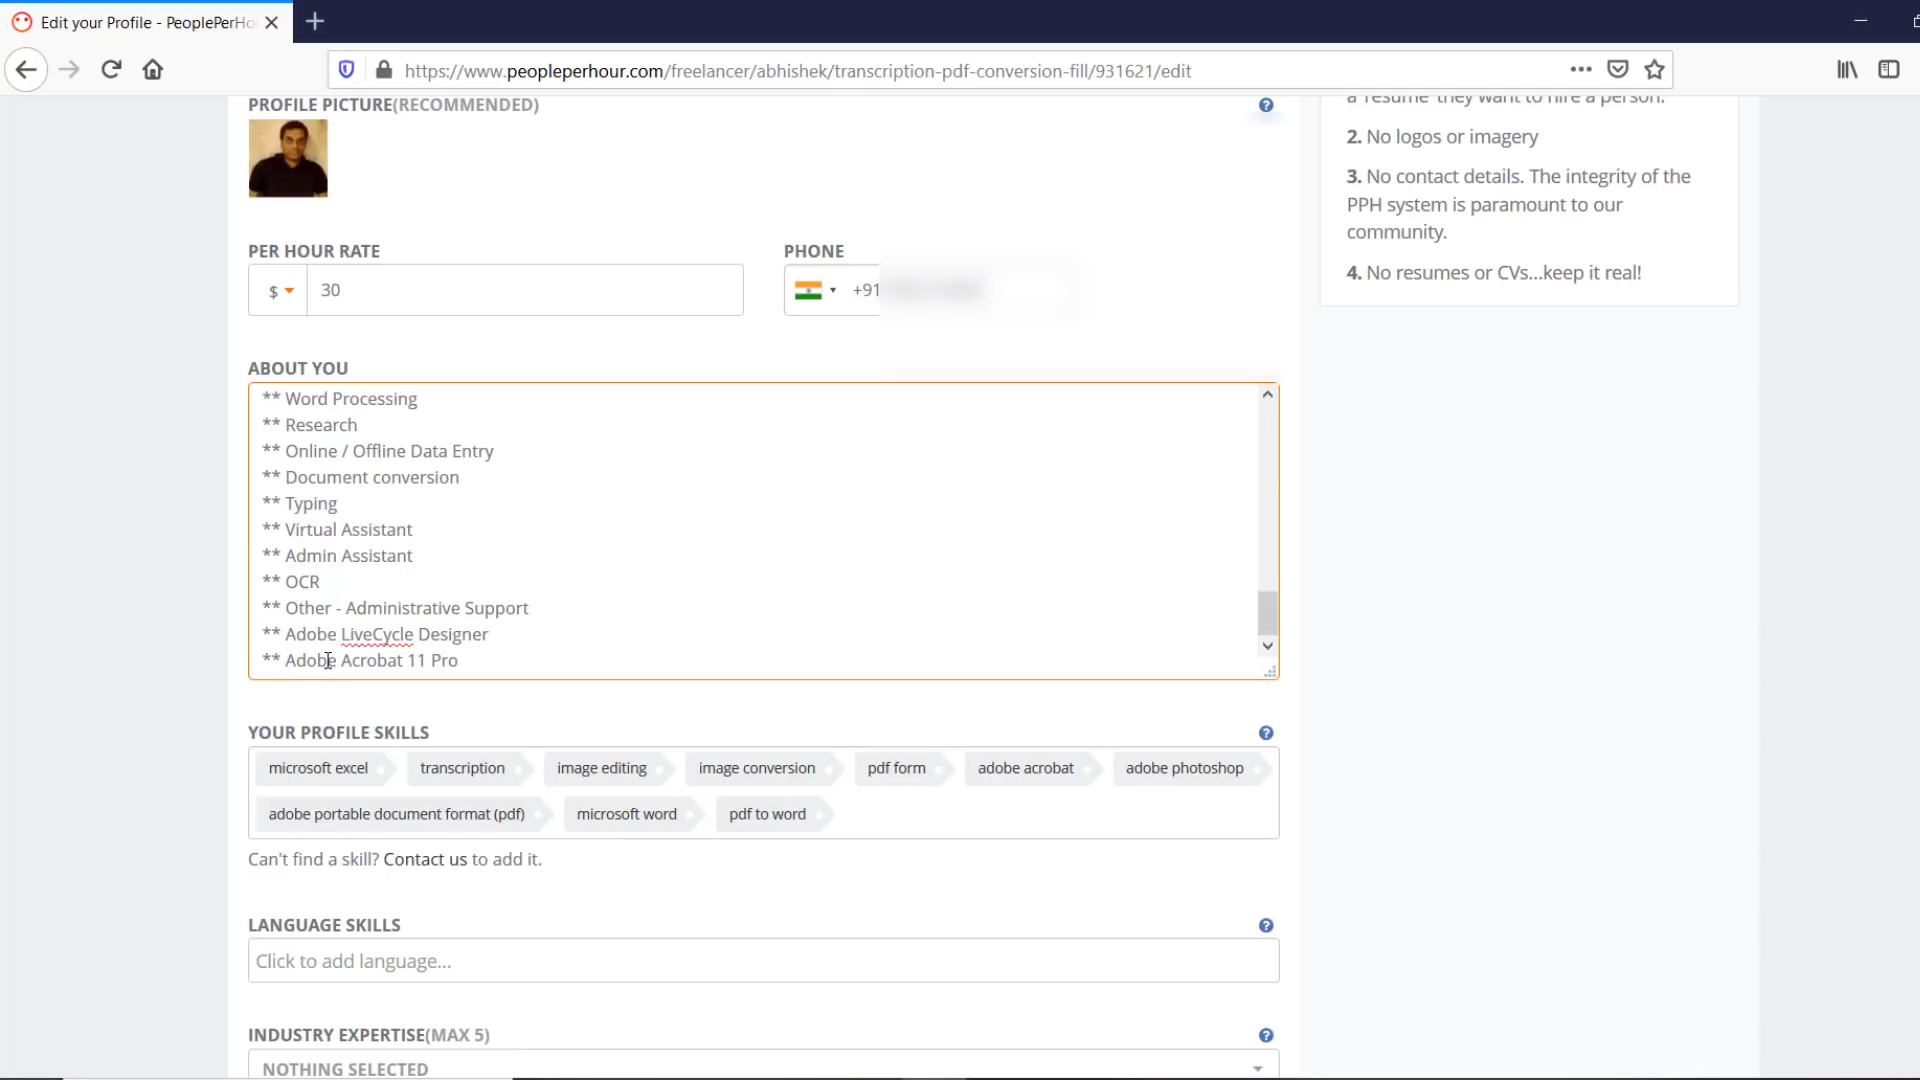 Edit your Profile - PeoplePerHo
https://www.peopleperhour.com/freelancer/abhishek/transcription-pdf-conversion-fill/931621/edit
PROFILE PICTURE(RECOMMENDED)
a 'resume' they want to hire a person.
2. No logos or imagery
3. No contact details. The integrity of the
PPH system is paramount to our
community.
4. No resumes or CVs...keep it real!
PER HOUR RATE
PHONE
$ 30
+91
ABOUT YOU
** Word Processing
** Research
** Online / Offline Data Entry
** Document conversion
** Typing
** Virtual Assistant
** Admin Assistant
** OCR
** Other - Administrative Support
** Adobe LiveCycle Designer
** Adobe Acrobat 11 Pro
YOUR PROFILE SKILLS
microsoft excel transcription image editing image conversion pdf form adobe acrobat adobe photoshop
adobe portable document format (pdf) microsoft word pdf to word
Can't find a skill? Contact us to add it.
LANGUAGE SKILLS
Click to add language...
INDUSTRY EXPERTISE(MAX 5)
NOTHING SELECTED